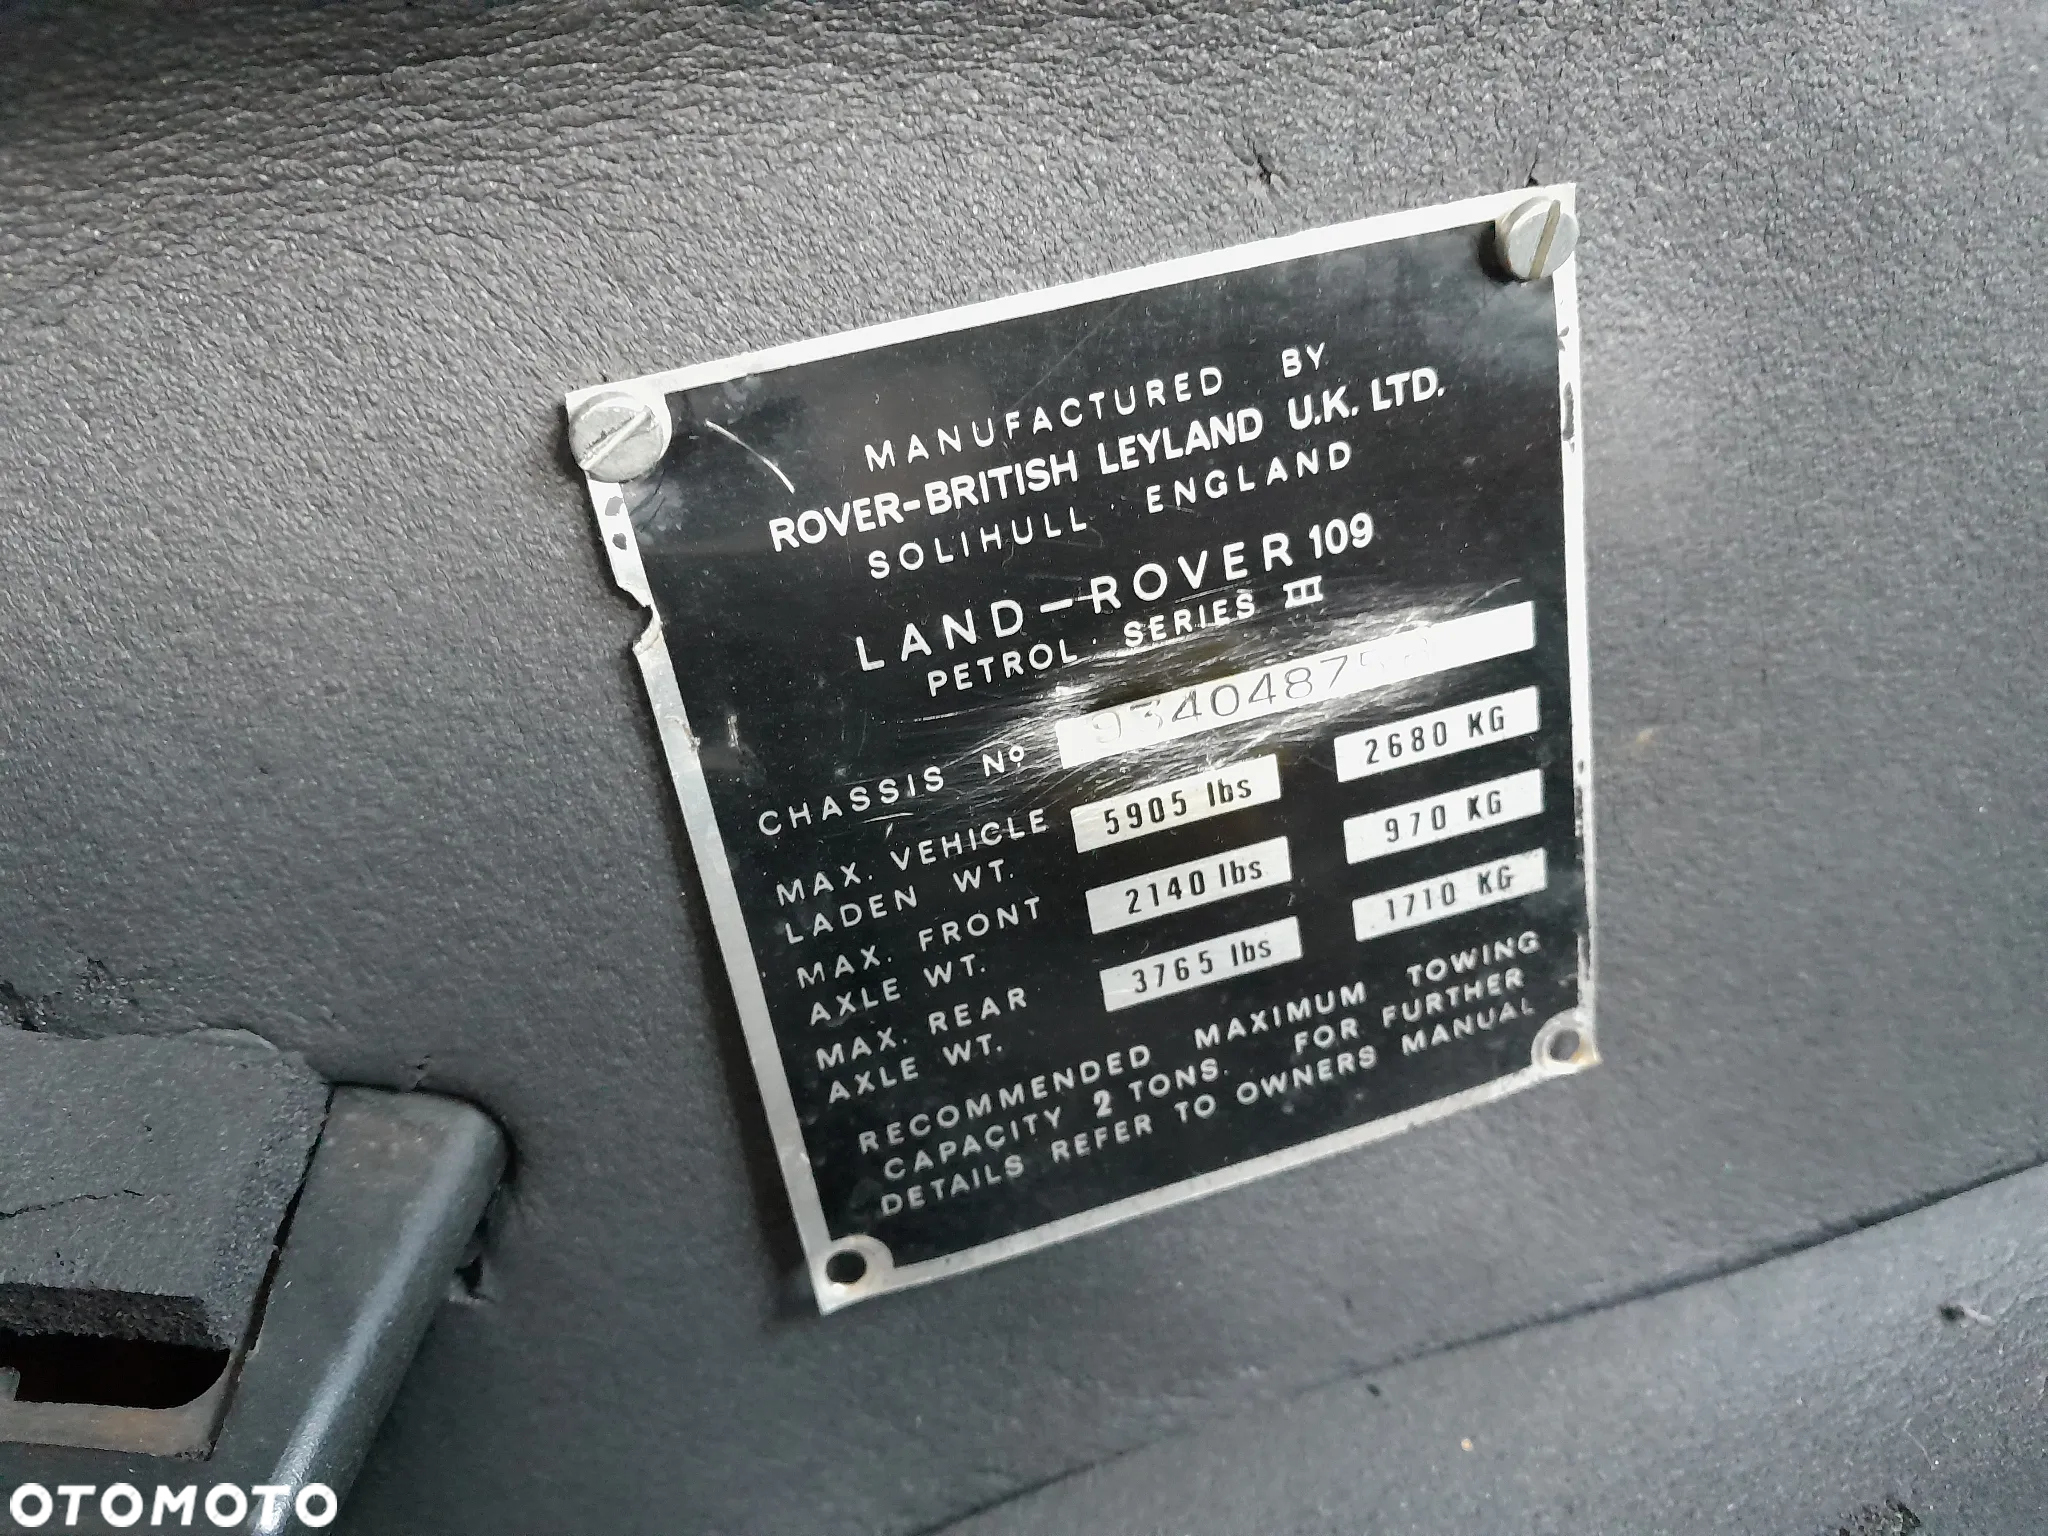 MANUFACTURED BY
ROVER-BRITISH LEYLAND U.K. LTD.
SOLIHULL · ENGLAND
LAND-ROVER 109
PETROL · SERIES III
CHASSIS Nº
MAX. VEHICLE LADEN WT. 5905 lbs 2680 KG
MAX. FRONT AXLE WT. 2140 lbs 970 KG
MAX. REAR AXLE WT. 3765 lbs 1710 KG
RECOMMENDED MAXIMUM TOWING
CAPACITY 2 TONS. FOR FURTHER
DETAILS REFER TO OWNERS MANUAL
OTOMOTO